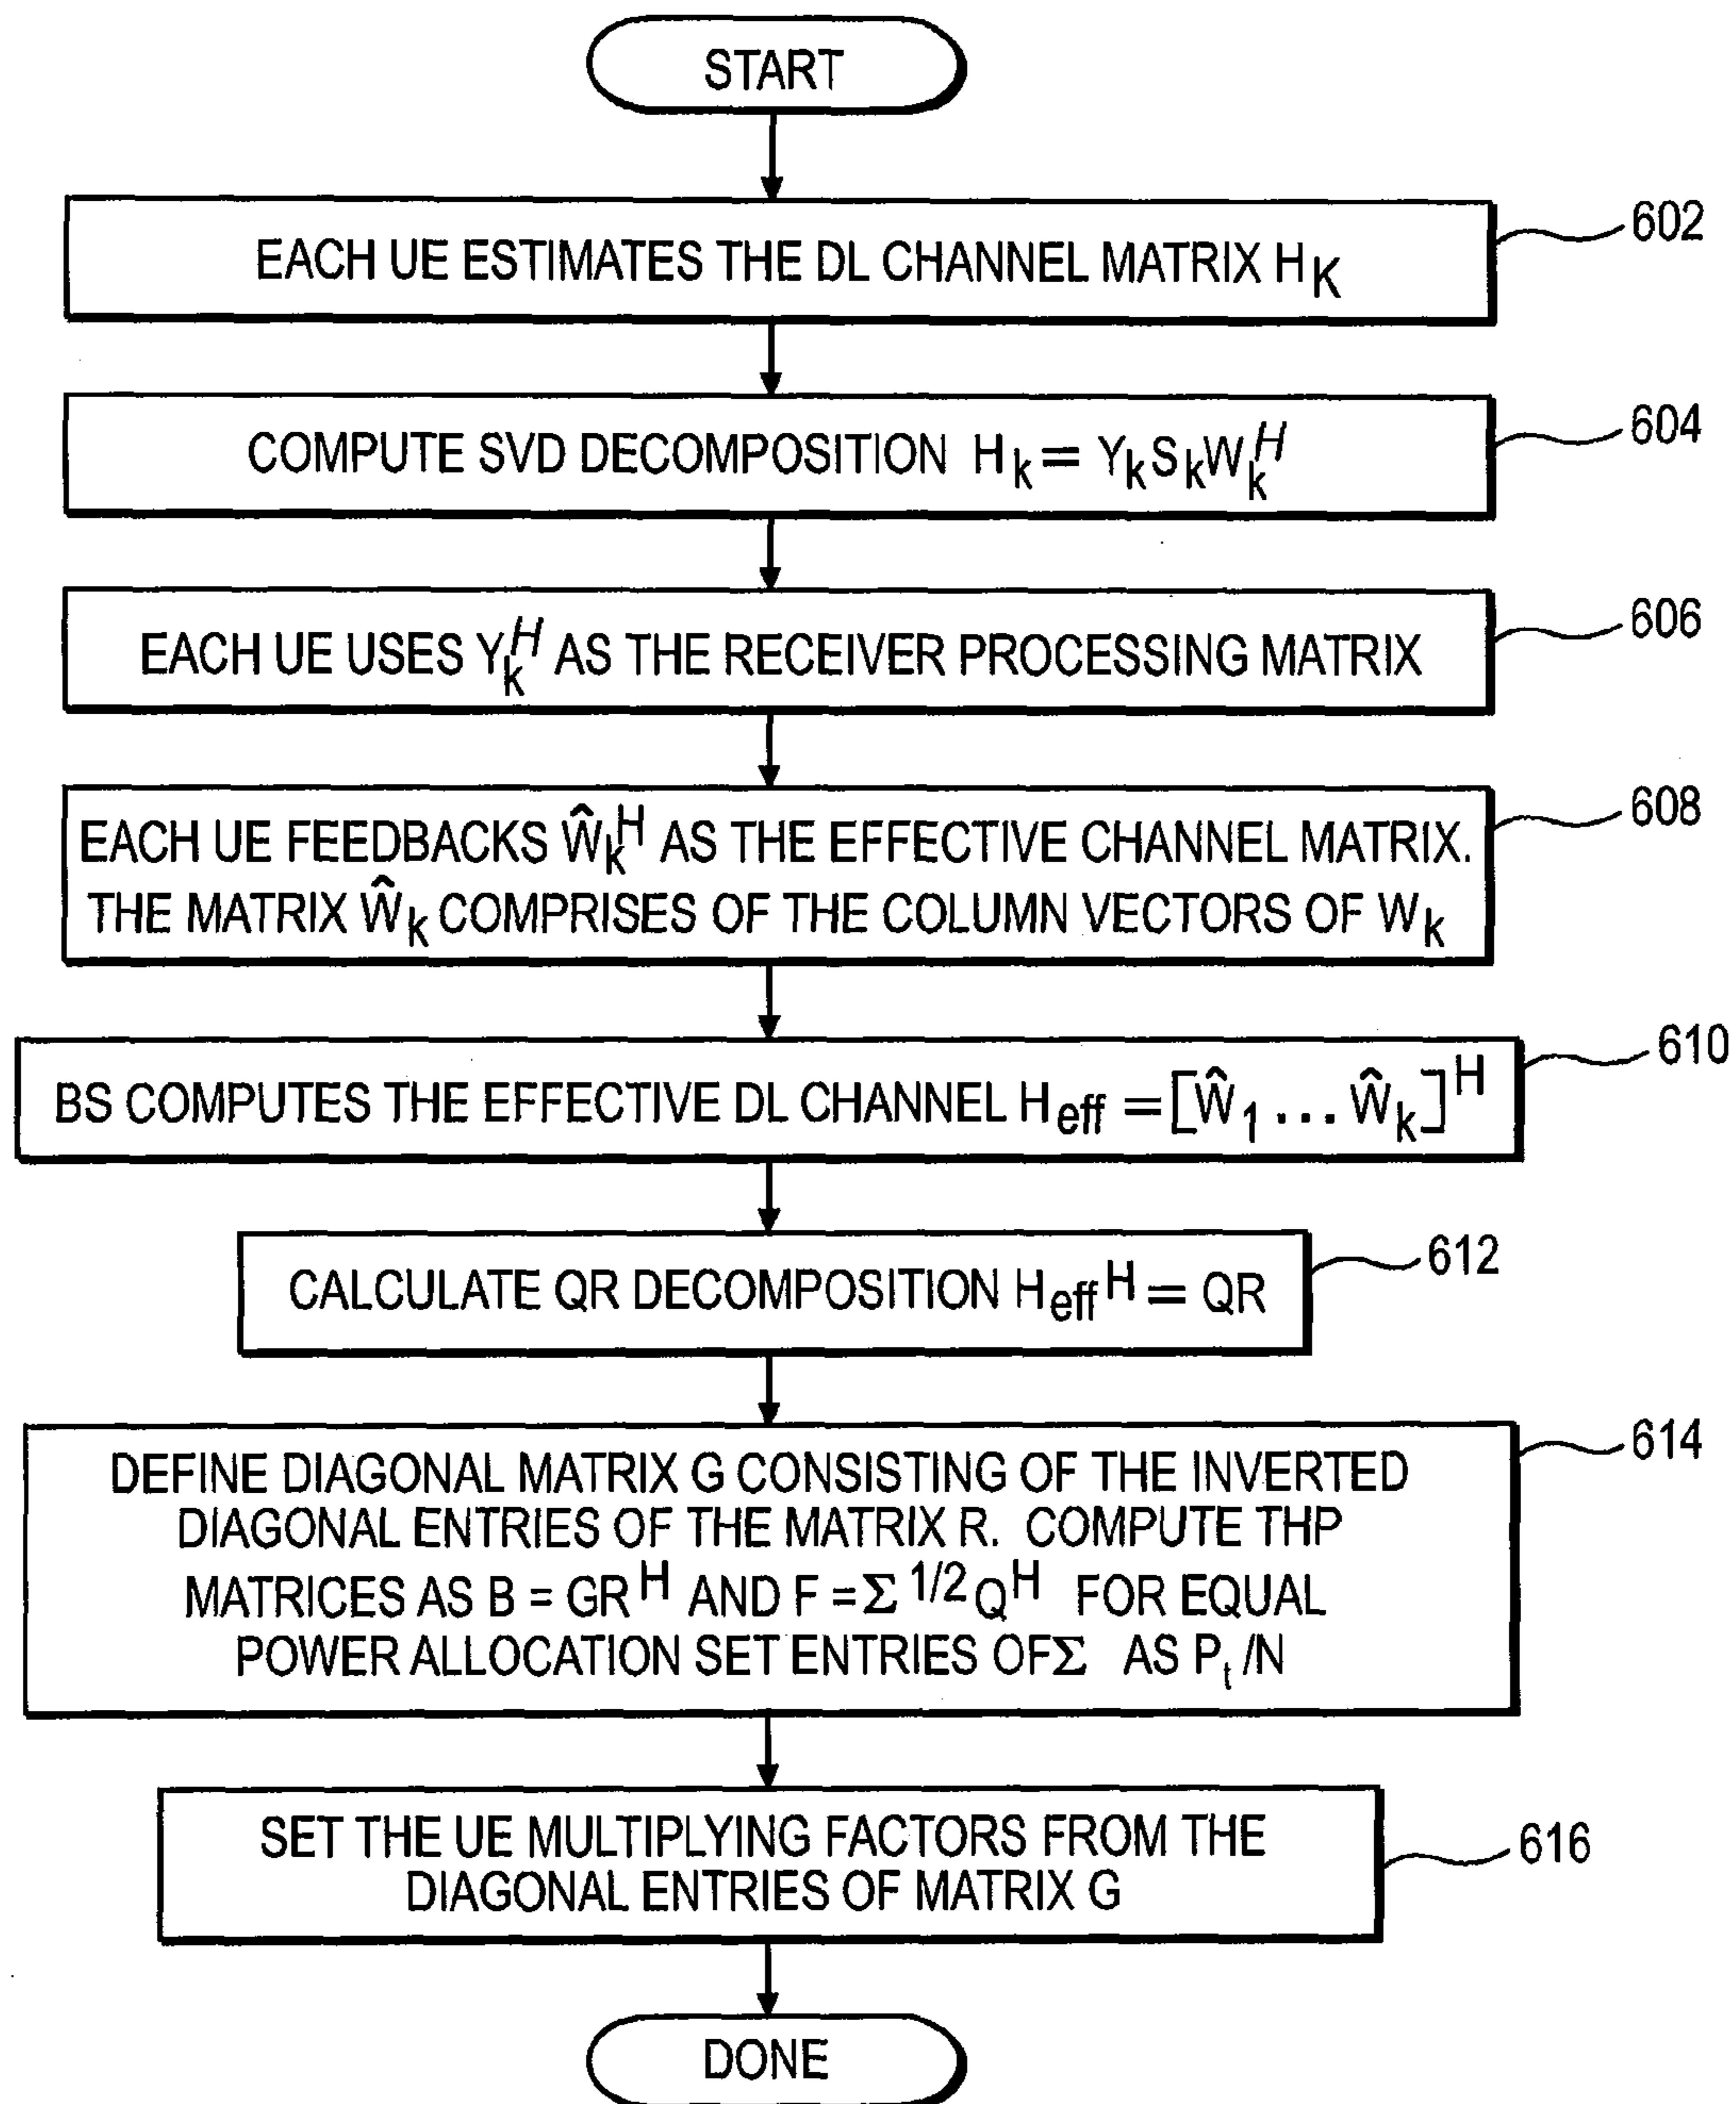 START
EACH UE ESTIMATES THE DL CHANNEL MATRIX H_K
602
COMPUTE SVD DECOMPOSITION H_k = Y_k S_k W_k^H
604
EACH UE USES Y_k^H AS THE RECEIVER PROCESSING MATRIX
606
EACH UE FEEDBACKS Ŵ_k^H AS THE EFFECTIVE CHANNEL MATRIX.
THE MATRIX Ŵ_k COMPRISES OF THE COLUMN VECTORS OF W_k
608
BS COMPUTES THE EFFECTIVE DL CHANNEL H_eff = [Ŵ_1 ... Ŵ_k]^H
610
CALCULATE QR DECOMPOSITION H_eff^H = QR
612
DEFINE DIAGONAL MATRIX G CONSISTING OF THE INVERTED
DIAGONAL ENTRIES OF THE MATRIX R. COMPUTE THP
MATRICES AS B = GR^H AND F = Σ^1/2 Q^H FOR EQUAL
POWER ALLOCATION SET ENTRIES OF Σ AS P_t /N
614
SET THE UE MULTIPLYING FACTORS FROM THE
DIAGONAL ENTRIES OF MATRIX G
616
DONE